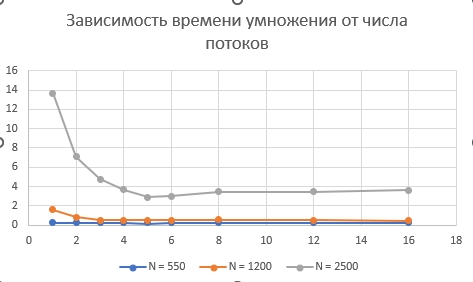 Зависимость времени умножения от числа
потоков
16
14
12
10
8
6
4
2
0
0 2 4 6 8 10 12 14 16 18
N = 550 N = 1200 N = 2500